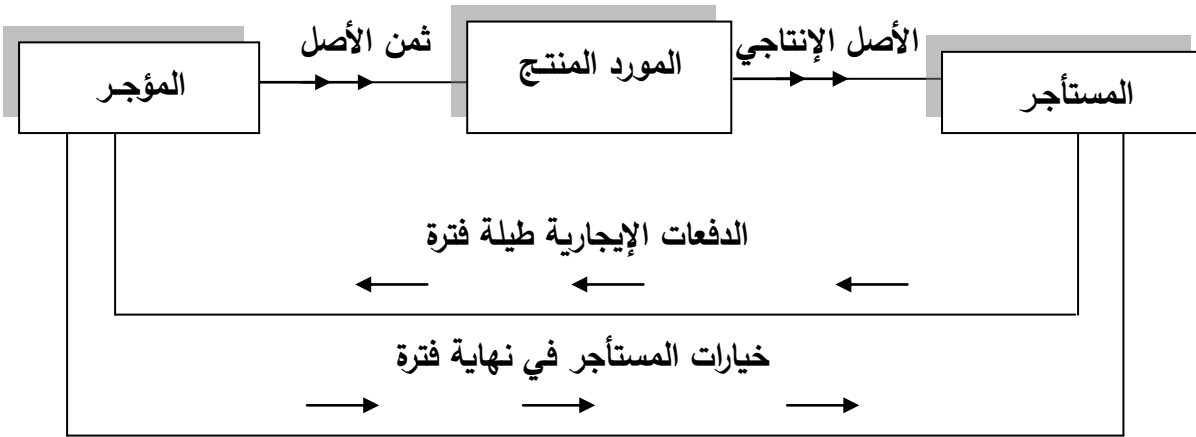 الأصل الإنتاجي
ثمن الأصل
المستأجر
المورد المنتج
المؤجر
الدفعات الإيجارية طيلة فترة
خيارات المستأجر في نهاية فترة